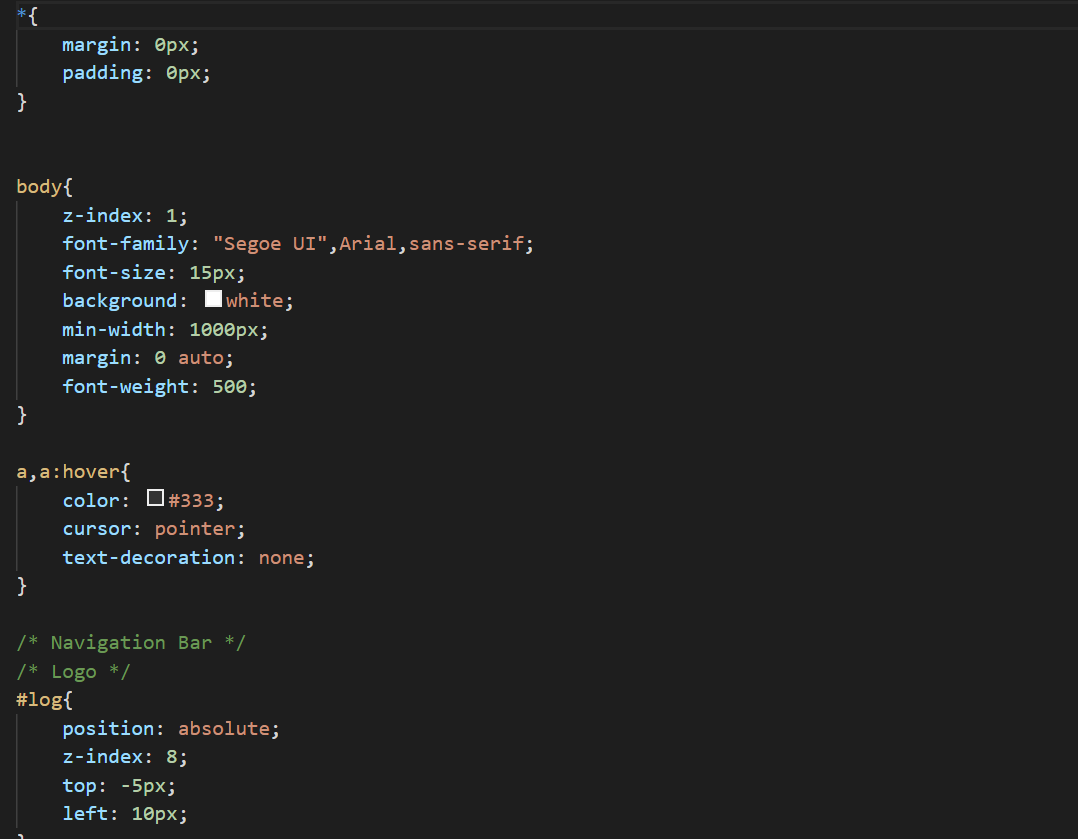 *{
    margin: 0px;
    padding: 0px;
}
body{
    z-index: 1;
    font-family: "Segoe UI",Arial,sans-serif;
    font-size: 15px;
    background: white;
    min-width: 1000px;
    margin: 0 auto;
    font-weight: 500;
}
a,a:hover{
    color: #333;
    cursor: pointer;
    text-decoration: none;
}
/* Navigation Bar */
/* Logo */
#log{
    position: absolute;
    z-index: 8;
    top: -5px;
    left: 10px;
}